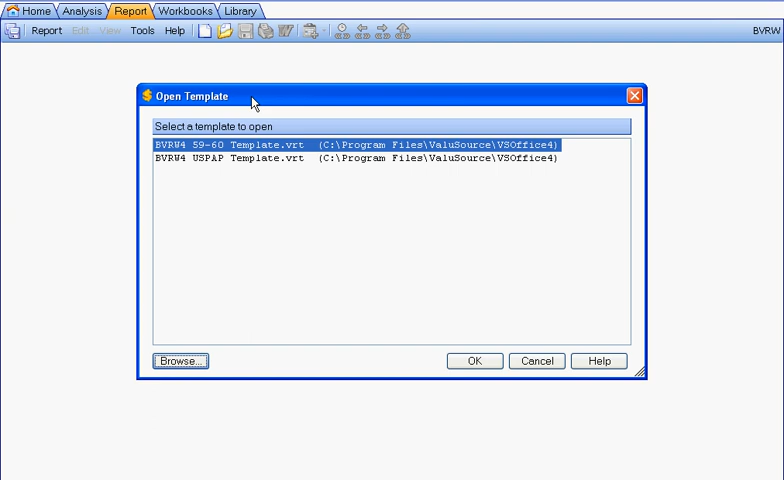 Home Analysis Report Workbooks Library
Report Edit View Tools Help BVRW
Open Template
Select a template to open
BVRW4 59-60 Template.vrt (C:\Program Files\ValuSource\VSOffice4)
BVRW4 USPAP Template.vrt (C:\Program Files\ValuSource\VSOffice4)
Browse... OK Cancel Help